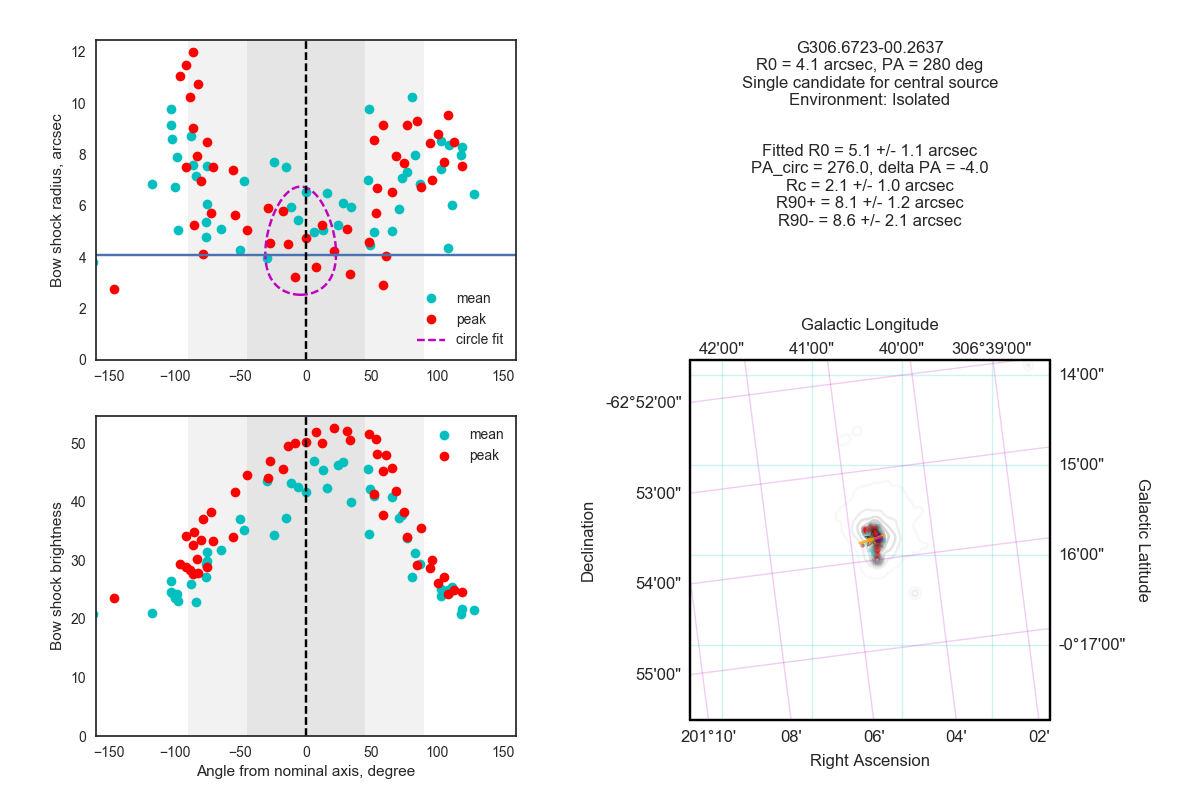 G306.6723-00.2637
R0 = 4.1 arcsec, PA = 280 deg
Single candidate for central source
Environment: Isolated
Fitted R0 = 5.1 +/- 1.1 arcsec
PA_circ = 276.0, delta PA = -4.0
Rc = 2.1 +/- 1.0 arcsec
R90+ = 8.1 +/- 1.2 arcsec
R90- = 8.6 +/- 2.1 arcsec
Bow shock radius, arcsec
12
10
8
6
4
2
0
−150 −100 −50 0 50 100 150
mean
peak
circle fit
Bow shock brightness
50
40
30
20
10
0
−150 −100 −50 0 50 100 150
Angle from nominal axis, degree
mean
peak
Galactic Longitude
42'00" 41'00" 40'00" 306°39'00"
14'00"
15'00"
16'00"
-0°17'00"
Galactic Latitude
-62°52'00"
53'00"
54'00"
55'00"
Declination
201°10' 08' 06' 04' 02'
Right Ascension